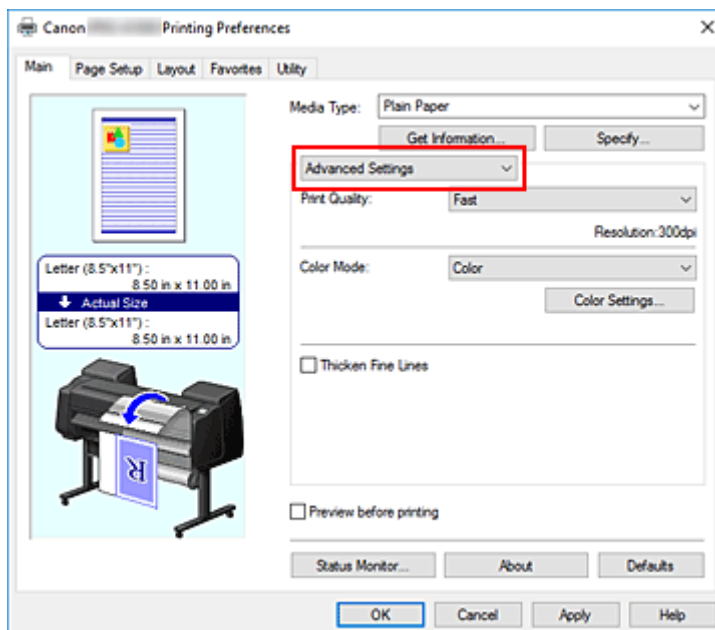 Canon Printing Preferences
Main Page Setup Layout Favorites Utility
Media Type: Plain Paper
Get Information... Specify...
Advanced Settings
Print Quality: Fast
Resolution:300dpi
Color Mode: Color
Color Settings...
Thicken Fine Lines
Letter (8.5"x11") :
8.50 in x 11.00 in
Actual Size
Letter (8.5"x11") :
8.50 in x 11.00 in
R
Preview before printing
Status Monitor... About Defaults
OK Cancel Apply Help